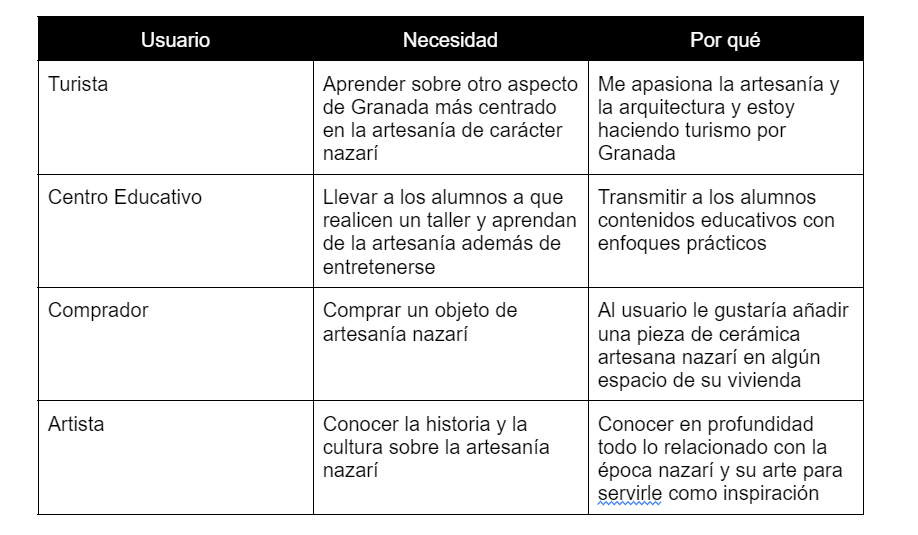 Usuario Necesidad Por qué
Turista
Aprender sobre otro aspecto
de Granada más centrado
en la artesanía de carácter
nazarí
Me apasiona la artesanía y
la arquitectura y estoy
haciendo turismo por
Granada
Centro Educativo
Llevar a los alumnos a que
realicen un taller y aprendan
de la artesanía además de
entretenerse
Transmitir a los alumnos
contenidos educativos con
enfoques prácticos
Comprador
Comprar un objeto de
artesanía nazarí
Al usuario le gustaría añadir
una pieza de cerámica
artesana nazarí en algún
espacio de su vivienda
Artista
Conocer la historia y la
cultura sobre la artesanía
nazarí
Conocer en profundidad
todo lo relacionado con la
época nazarí y su arte para
servirle como inspiración